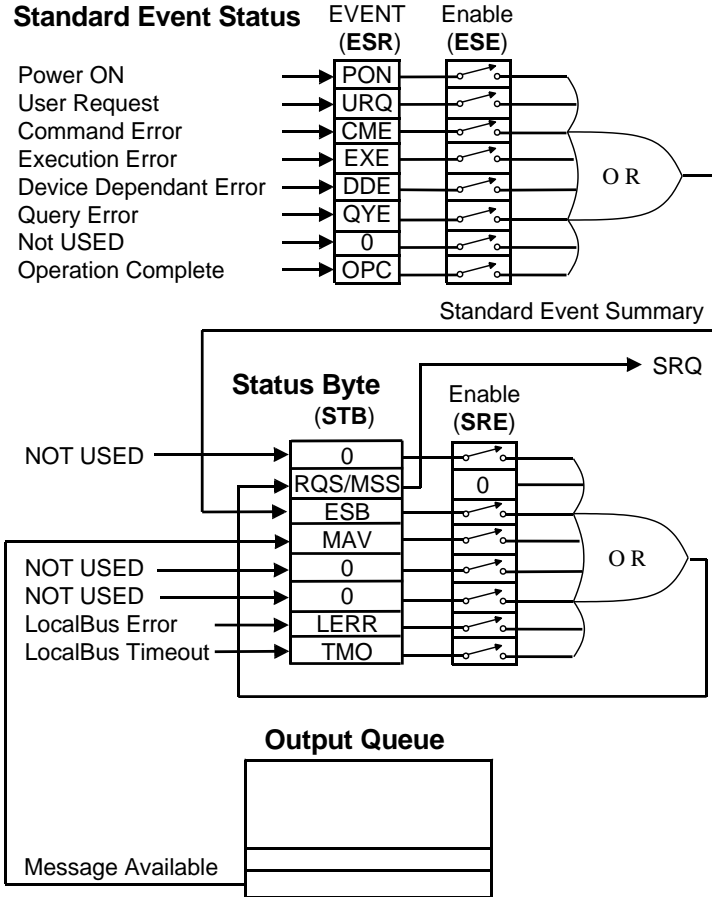 Standard Event Status EVENT Enable
(ESR) (ESE)
Power ON PON
User Request URQ
Command Error CME
Execution Error EXE
Device Dependant Error DDE
Query Error QYE
Not USED 0
Operation Complete OPC
O R
Standard Event Summary
SRQ
Status Byte Enable
(STB) (SRE)
NOT USED 0
RQS/MSS 0
ESB
MAV
NOT USED 0
NOT USED 0
LocalBus Error LERR
LocalBus Timeout TMO
O R
Output Queue
Message Available